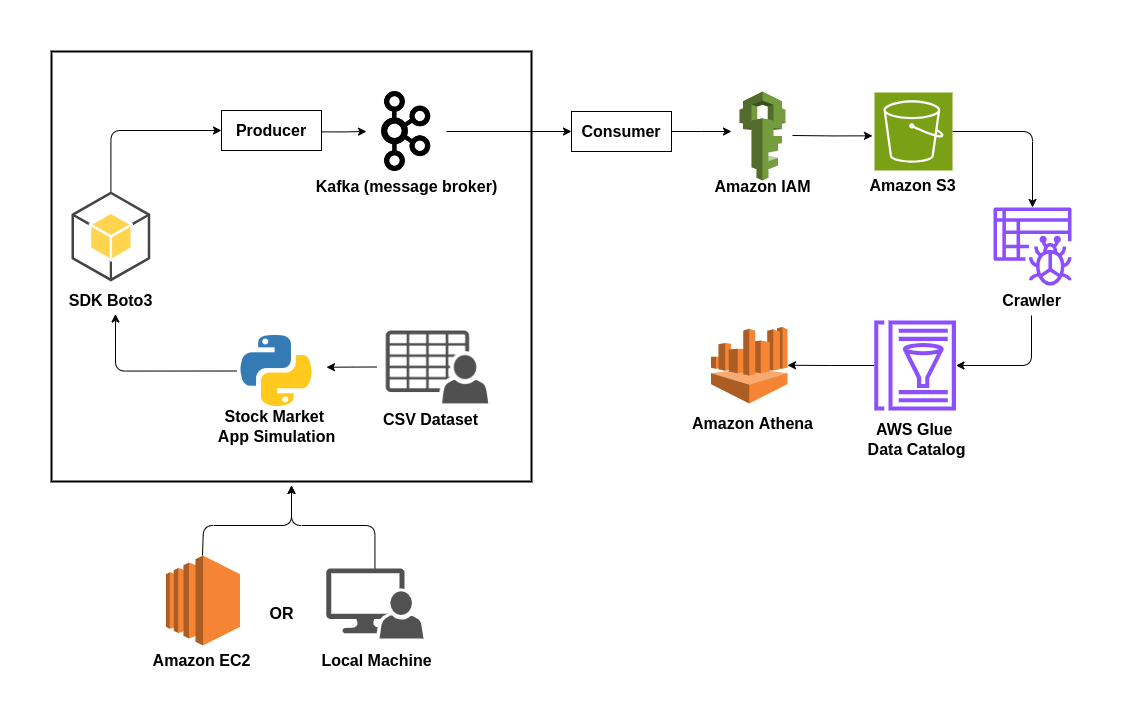 Producer
Consumer
Kafka (message broker)
Amazon IAM
Amazon S3
SDK Boto3
Crawler
Stock Market
App Simulation
CSV Dataset
Amazon Athena
AWS Glue
Data Catalog
OR
Amazon EC2
Local Machine